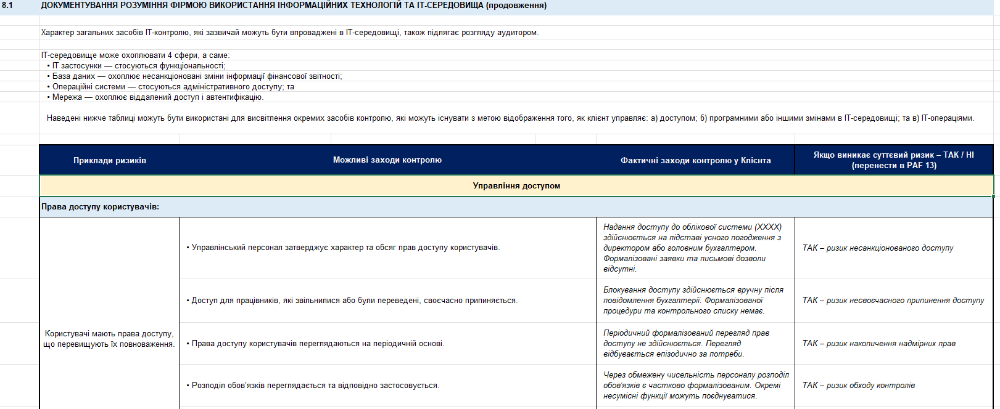 8.1 ДОКУМЕНТУВАННЯ РОЗУМІННЯ ФІРМОЮ ВИКОРИСТАННЯ ІНФОРМАЦІЙНИХ ТЕХНОЛОГІЙ ТА ІТ-СЕРЕДОВИЩА (продовження)
Характер загальних засобів ІТ-контролю, які зазвичай можуть бути впроваджені в ІТ-середовищі, також підлягає розгляду аудитором.
ІТ-середовище може охоплювати 4 сфери, а саме:
• ІТ застосунки — стосуються функціональності;
• База даних — охоплює несанкціоновані зміни інформації фінансової звітності;
• Операційні системи — стосуються адміністративного доступу; та
• Мережа — охоплює віддалений доступ і автентифікацію.
Наведені нижче таблиці можуть бути використані для висвітлення окремих засобів контролю, які можуть існувати з метою відображення того, як клієнт управляє: а) доступом; б) програмними або іншими змінами в ІТ-середовищі; та в) ІТ-операціями.
Приклади ризиків
Можливі заходи контролю
Фактичні заходи контролю у Клієнта
Якщо виникає суттєвий ризик – ТАК / НІ
(перенести в PAF 13)
Управління доступом
Права доступу користувачів:
Користувачі мають права доступу,
що перевищують їх повноваження.
• Управлінський персонал затверджує характер та обсяг прав доступу користувачів.
Надання доступу до облікової системи (ХХХХ)
здійснюється на підставі усного погодження з
директором або головним бухгалтером.
Формалізовані заявки та письмові дозволи
відсутні.
ТАК – ризик несанкціонованого доступу
• Доступ для працівників, які звільнилися або були переведені, своєчасно припиняється.
Блокування доступу здійснюється вручну після
повідомлення бухгалтерії. Формалізованої
процедури та контрольного списку немає.
ТАК – ризик несвоєчасного припинення доступу
• Права доступу користувачів переглядаються на періодичній основі.
Періодичний формалізований перегляд прав
доступу не здійснюється. Перегляд
відбувається епізодично за потреби.
ТАК – ризик накопичення надмірних прав
• Розподіл обов'язків переглядається та відповідно застосовується.
Через обмежену чисельність персоналу розподіл
обов'язків є частково формалізованим. Окремі
несумісні функції можуть поєднуватися.
ТАК – ризик обходу контролів